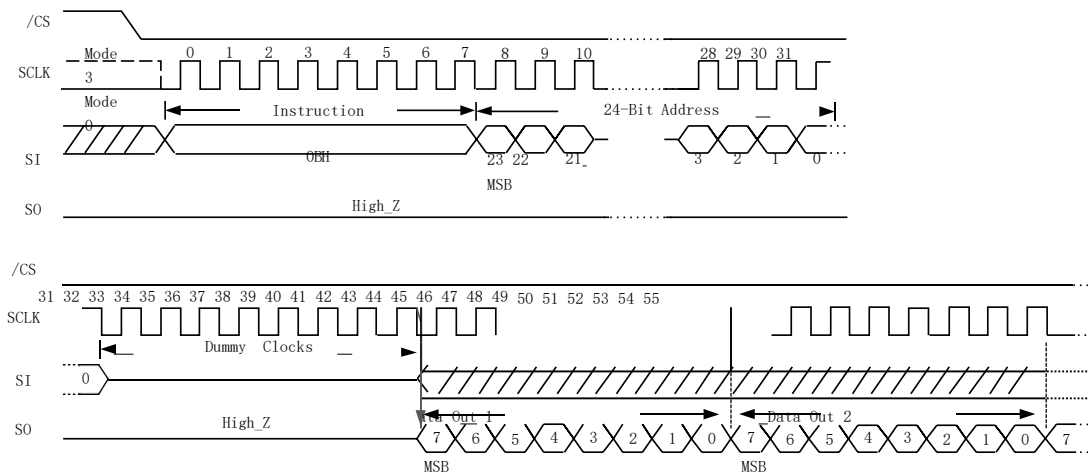 /CS
Mode
0 1 2 3 4 5 6 7 8 9 10 28 29 30 31
SCLK
3
Mode
Instruction 24-Bit Address
0
SI
0BH
23 22 21 3 2 1 0
MSB
High_Z
SO
/CS
31 32 33 34 35 36 37 38 39 40 41 42 43 44 45 46 47 48 49 50 51 52 53 54 55
SCLK
Dummy Clocks
SI 0
High_Z
ata Out 1 Data Out 2
SO
7 6 5 4 3 2 1 0 7 6 5 4 3 2 1 0 7
MSB MSB